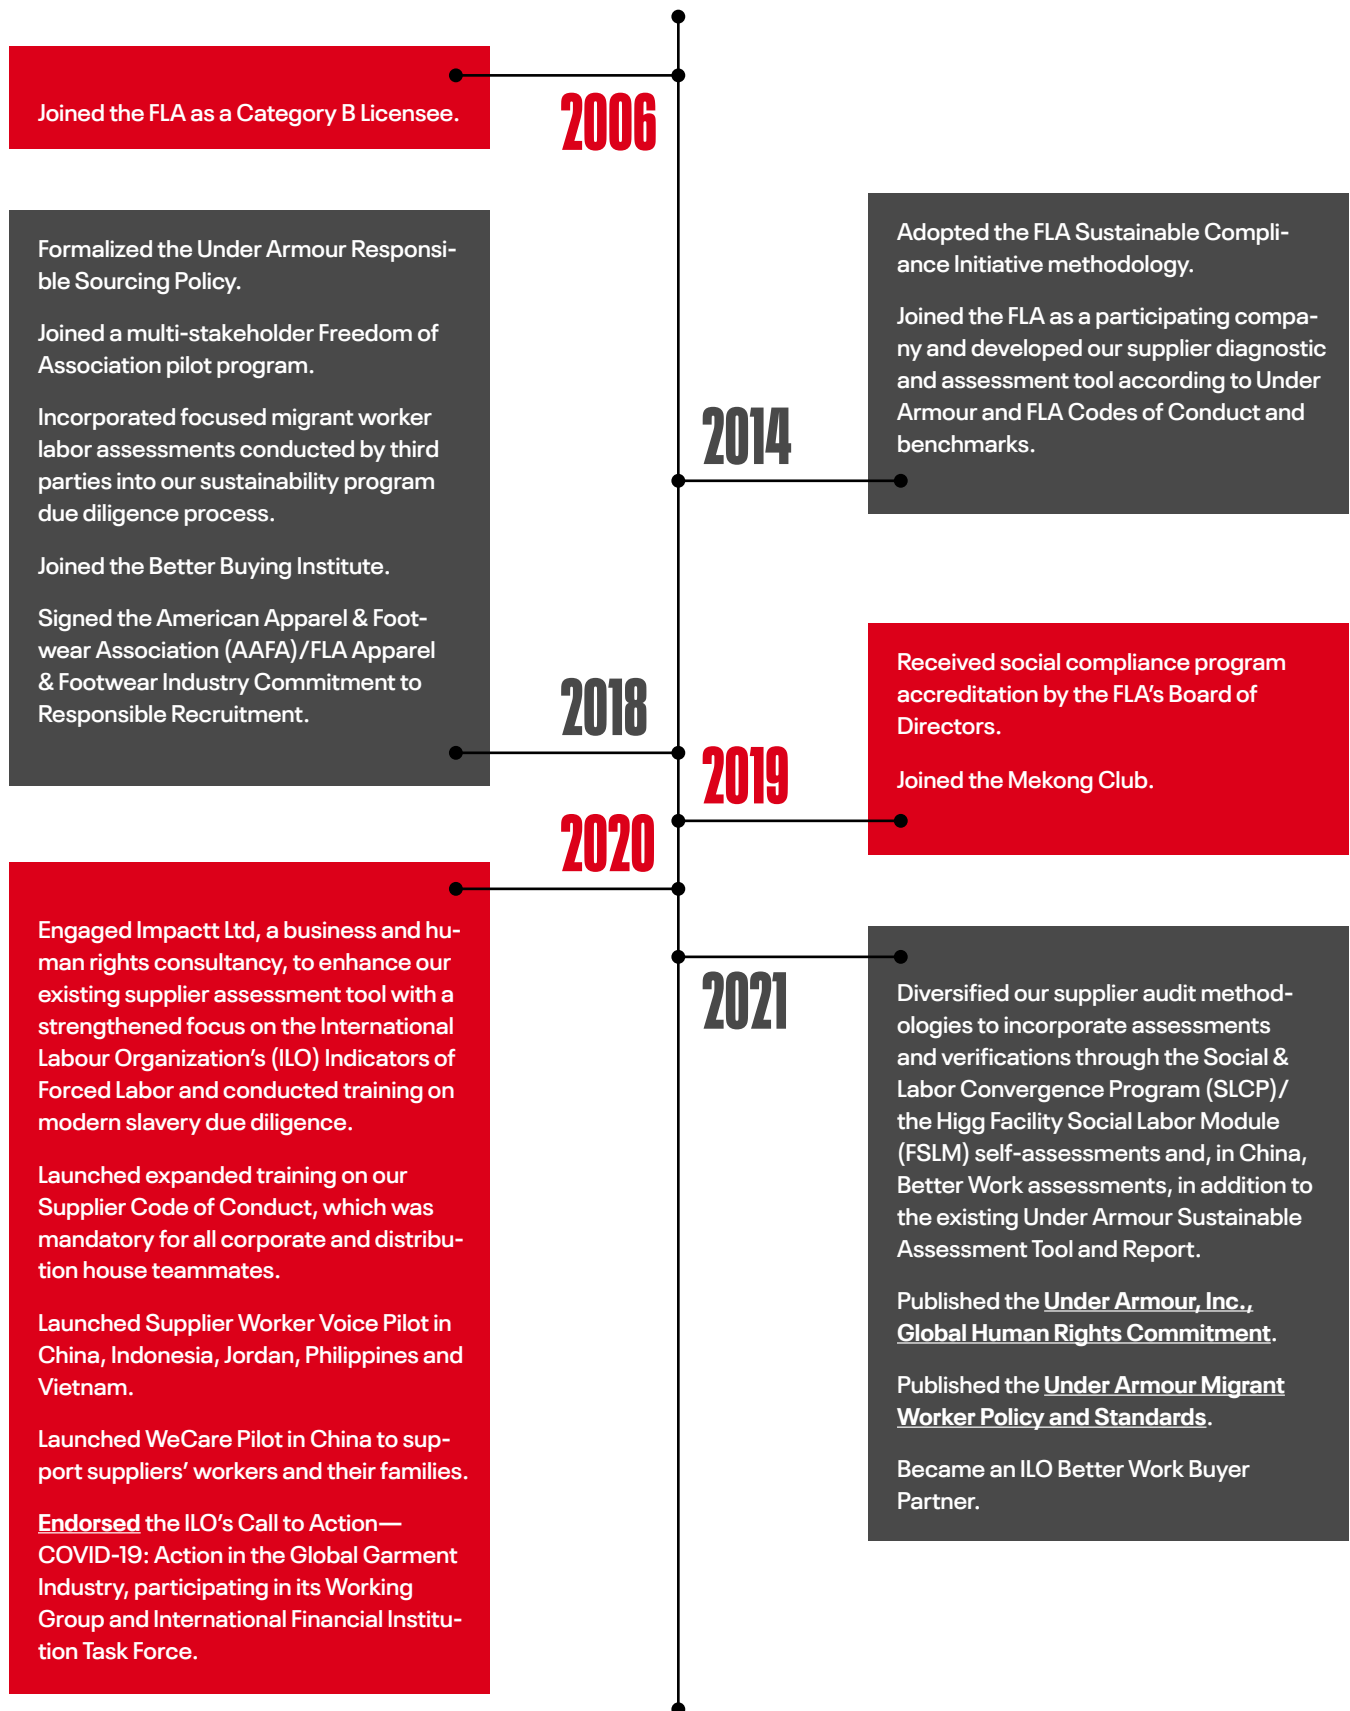 Joined the FLA as a Category B Licensee.
2006
Adopted the FLA Sustainable Compli-
ance Initiative methodology.
Joined the FLA as a participating compa-
ny and developed our supplier diagnostic
and assessment tool according to Under
Armour and FLA Codes of Conduct and
benchmarks.
2014
Formalized the Under Armour Responsi-
ble Sourcing Policy.
Joined a multi-stakeholder Freedom of
Association pilot program.
Incorporated focused migrant worker
labor assessments conducted by third
parties into our sustainability program
due diligence process.
Joined the Better Buying Institute.
Signed the American Apparel & Foot-
wear Association (AAFA)/FLA Apparel
& Footwear Industry Commitment to
Responsible Recruitment.
2018
Received social compliance program
accreditation by the FLA’s Board of
Directors.
Joined the Mekong Club.
2019
2020
Engaged Impactt Ltd, a business and hu-
man rights consultancy, to enhance our
existing supplier assessment tool with a
strengthened focus on the International
Labour Organization’s (ILO) Indicators of
Forced Labor and conducted training on
modern slavery due diligence.
Launched expanded training on our
Supplier Code of Conduct, which was
mandatory for all corporate and distribu-
tion house teammates.
Launched Supplier Worker Voice Pilot in
China, Indonesia, Jordan, Philippines and
Vietnam.
Launched WeCare Pilot in China to sup-
port suppliers’ workers and their families.
Endorsed the ILO’s Call to Action—
COVID-19: Action in the Global Garment
Industry, participating in its Working
Group and International Financial Institu-
tion Task Force.
2021
Diversified our supplier audit method-
ologies to incorporate assessments
and verifications through the Social &
Labor Convergence Program (SLCP)/
the Higg Facility Social Labor Module
(FSLM) self-assessments and, in China,
Better Work assessments, in addition to
the existing Under Armour Sustainable
Assessment Tool and Report.
Published the Under Armour, Inc.,
Global Human Rights Commitment.
Published the Under Armour Migrant
Worker Policy and Standards.
Became an ILO Better Work Buyer
Partner.